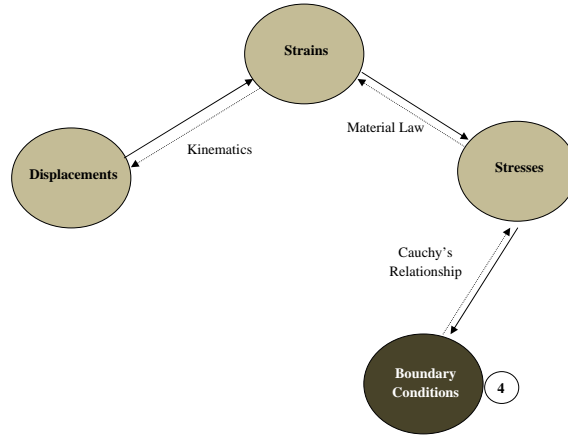 Strains
Material Law
Kinematics
Displacements
Stresses
Cauchy's
Relationship
Boundary
Conditions
4